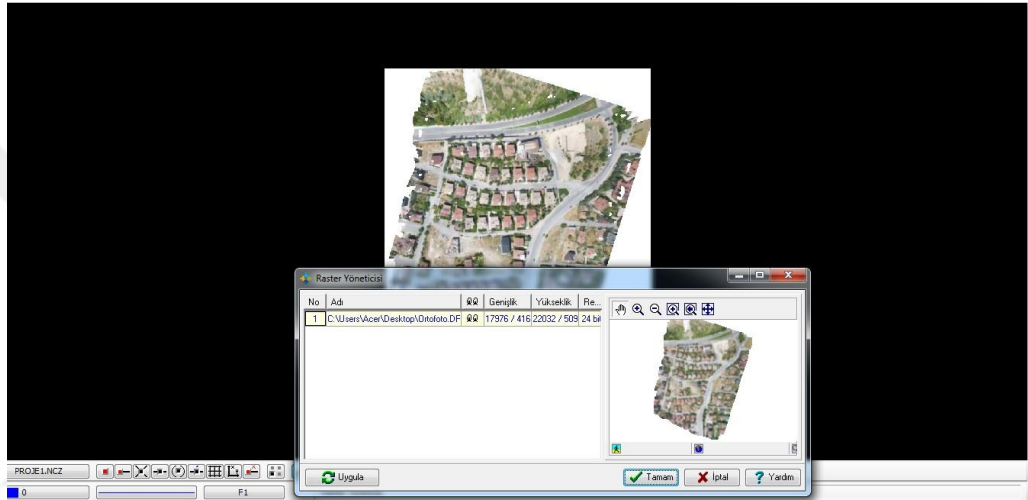 Raster Yöneticisi
No Adı Genişlik Yükseklik Re...
1 C:\Users\Acer\Desktop\Ortofoto.DF 17976 / 416 22032 / 509 24 bi
PROJE1.NCZ
Uygula Tamam İptal Yardım
0 F1